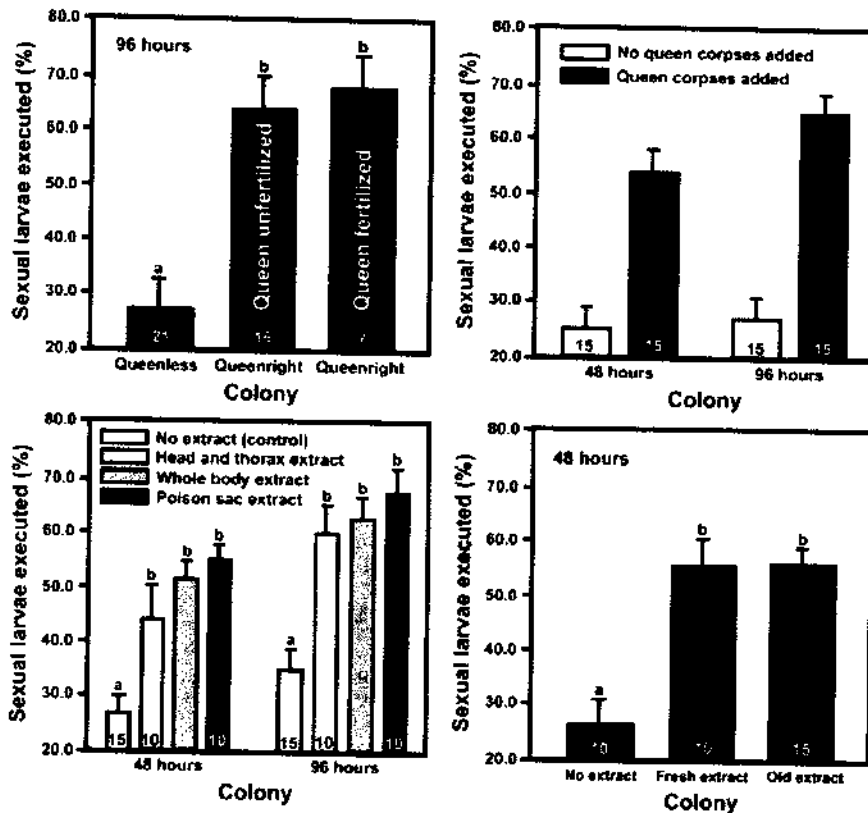 Sexual larvae executed (%)
80.0
70.0
60.0
50.0
40.0
30.0
20.0
96 hours
a
b
b
Queen unfertilized
Queen fertilized
21
7
Queenless
Queenright
Queenright
Colony
Sexual larvae executed (%)
80.0
70.0
60.0
50.0
40.0
30.0
20.0
No queen corpses added
Queen corpses added
15
15
15
15
48 hours
96 hours
Colony
Sexual larvae executed (%)
80.0
70.0
60.0
50.0
40.0
30.0
20.0
No extract (control)
Head and thorax extract
Whole body extract
Poison sac extract
a
b
b
b
a
b
b
b
15
10
10
15
10
10
48 hours
96 hours
Colony
Sexual larvae executed (%)
80.0
70.0
60.0
50.0
40.0
30.0
20.0
48 hours
a
b
b
10
10
15
No extract
Fresh extract
Old extract
Colony